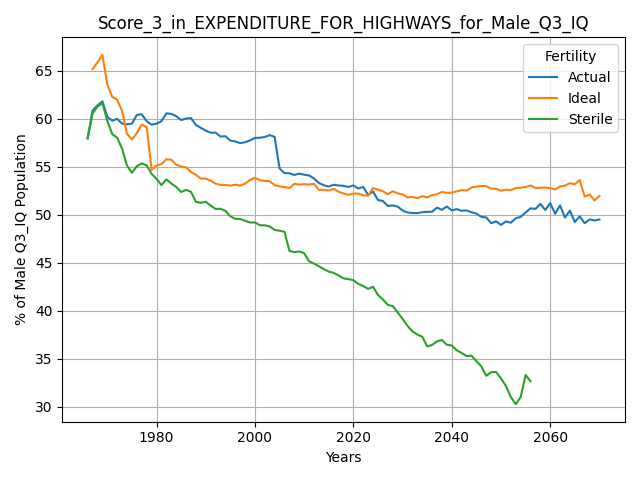 Score_3_in_EXPENDITURE_FOR_HIGHWAYS_for_Male_Q3_IQ
Fertility
Actual
Ideal
Sterile
% of Male Q3_IQ Population
65
60
55
50
45
40
35
30
1980
2000
2020
2040
2060
Years